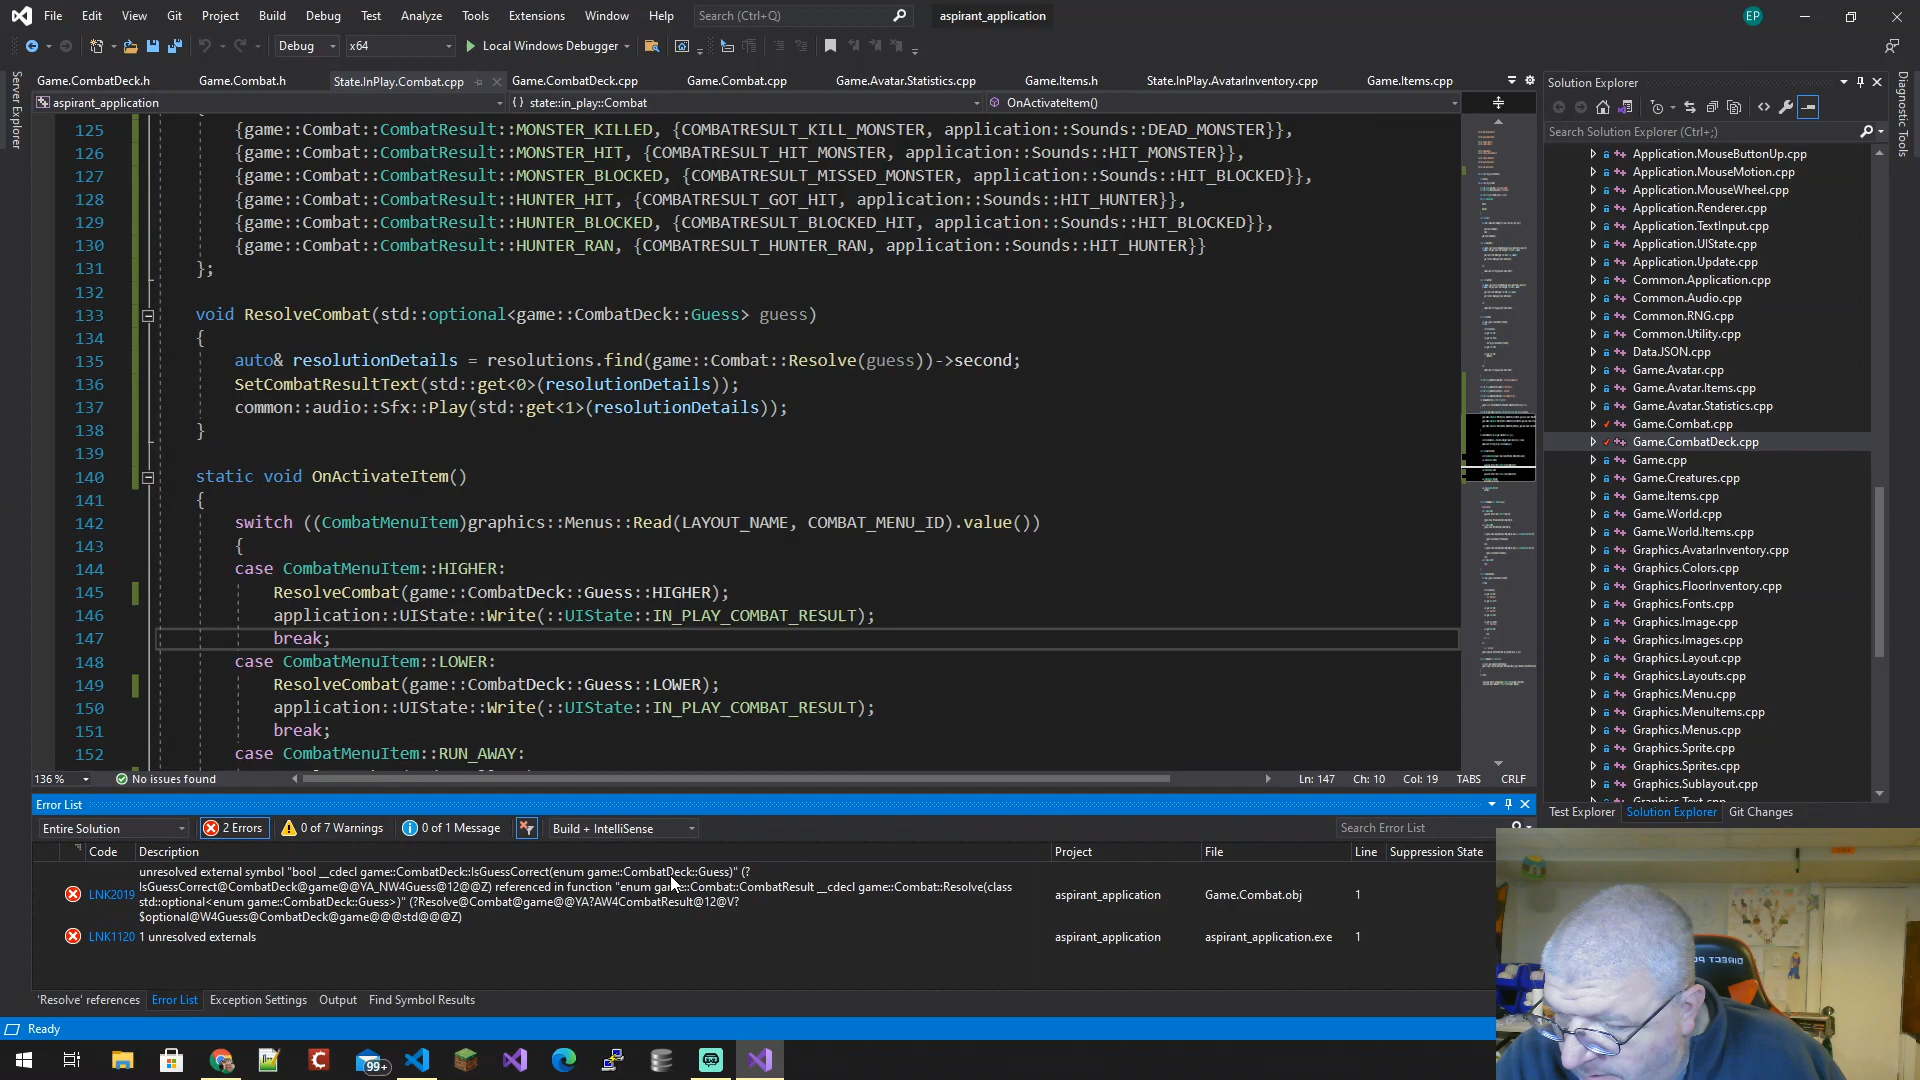 File Edit View Git Project Build Debug Test Analyze Tools Extensions Window Help Search (Ctrl+Q) aspirant_application EP
Debug x64 Local Windows Debugger
Game.CombatDeck.h Game.Combat.h State.InPlay.Combat.cpp Game.CombatDeck.cpp Game.Combat.cpp Game.Avatar.Statistics.cpp Game.Items.h State.InPlay.AvatarInventory.cpp Game.Items.cpp
aspirant_application state::in_play::Combat OnActivateItem()
125 {game::Combat::CombatResult::MONSTER_KILLED, {COMBATRESULT_KILL_MONSTER, application::Sounds::DEAD_MONSTER}},
126 {game::Combat::CombatResult::MONSTER_HIT, {COMBATRESULT_HIT_MONSTER, application::Sounds::HIT_MONSTER}},
127 {game::Combat::CombatResult::MONSTER_BLOCKED, {COMBATRESULT_MISSED_MONSTER, application::Sounds::HIT_BLOCKED}},
128 {game::Combat::CombatResult::HUNTER_HIT, {COMBATRESULT_GOT_HIT, application::Sounds::HIT_HUNTER}},
129 {game::Combat::CombatResult::HUNTER_BLOCKED, {COMBATRESULT_BLOCKED_HIT, application::Sounds::HIT_BLOCKED}},
130 {game::Combat::CombatResult::HUNTER_RAN, {COMBATRESULT_HUNTER_RAN, application::Sounds::HIT_HUNTER}}
131 };
132
133 void ResolveCombat(std::optional<game::CombatDeck::Guess> guess)
134 {
135 auto& resolutionDetails = resolutions.find(game::Combat::Resolve(guess))->second;
136 SetCombatResultText(std::get<0>(resolutionDetails));
137 common::audio::Sfx::Play(std::get<1>(resolutionDetails));
138 }
139
140 static void OnActivateItem()
141 {
142 switch ((CombatMenuItem)graphics::Menus::Read(LAYOUT_NAME, COMBAT_MENU_ID).value())
143 {
144 case CombatMenuItem::HIGHER:
145 ResolveCombat(game::CombatDeck::Guess::HIGHER);
146 application::UIState::Write(::UIState::IN_PLAY_COMBAT_RESULT);
147 break;
148 case CombatMenuItem::LOWER:
149 ResolveCombat(game::CombatDeck::Guess::LOWER);
150 application::UIState::Write(::UIState::IN_PLAY_COMBAT_RESULT);
151 break;
152 case CombatMenuItem::RUN_AWAY:
136 % No issues found Ln: 147 Ch: 10 Col: 19 TABS CRLF
Error List
Entire Solution 2 Errors 0 of 7 Warnings 0 of 1 Message Build + IntelliSense Search Error List
Code Description Project File Line Suppression State
LNK2019 unresolved external symbol "bool __cdecl game::CombatDeck::IsGuessCorrect(enum game::CombatDeck::Guess)" (?
IsGuessCorrect@CombatDeck@game@@YA_NW4Guess@12@@Z) referenced in function "enum game::Combat::CombatResult __cdecl game::Combat::Resolve(class
std::optional<enum game::CombatDeck::Guess>)" (?Resolve@Combat@game@@YA?AW4CombatResult@12@V?
$optional@W4Guess@CombatDeck@game@@@std@@@Z) aspirant_application Game.Combat.obj 1
LNK1120 1 unresolved externals aspirant_application aspirant_application.exe 1
'Resolve' references Error List Exception Settings Output Find Symbol Results
Ready
99+
Server Explorer
Solution Explorer
Search Solution Explorer (Ctrl+;)
Application.MouseButtonUp.cpp
Application.MouseMotion.cpp
Application.MouseWheel.cpp
Application.Renderer.cpp
Application.TextInput.cpp
Application.UIState.cpp
Application.Update.cpp
Common.Application.cpp
Common.Audio.cpp
Common.RNG.cpp
Common.Utility.cpp
Data.JSON.cpp
Game.Avatar.cpp
Game.Avatar.Items.cpp
Game.Avatar.Statistics.cpp
Game.Combat.cpp
Game.CombatDeck.cpp
Game.cpp
Game.Creatures.cpp
Game.Items.cpp
Game.World.cpp
Game.World.Items.cpp
Graphics.AvatarInventory.cpp
Graphics.Colors.cpp
Graphics.FloorInventory.cpp
Graphics.Fonts.cpp
Graphics.Image.cpp
Graphics.Images.cpp
Graphics.Layout.cpp
Graphics.Layouts.cpp
Graphics.Menu.cpp
Graphics.MenuItems.cpp
Graphics.Menus.cpp
Graphics.Sprite.cpp
Graphics.Sprites.cpp
Graphics.Sublayout.cpp
Graphics.Text.cpp
Test Explorer Solution Explorer Git Changes
Diagnostic Tools